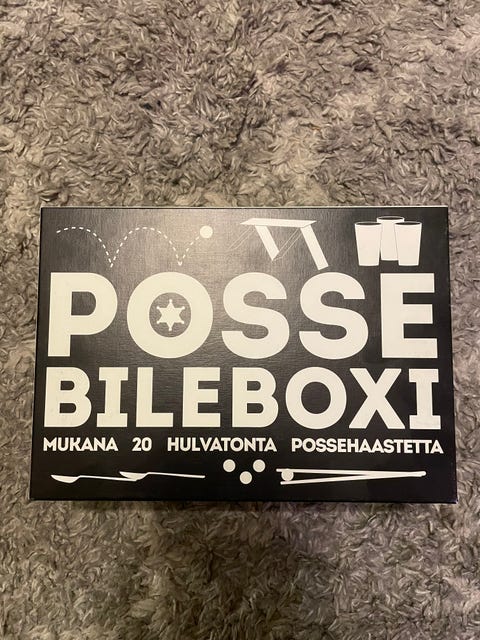 POSSE
BILEBOXI
MUKANA 20 HULVATONTA POSSEHAASTETTA